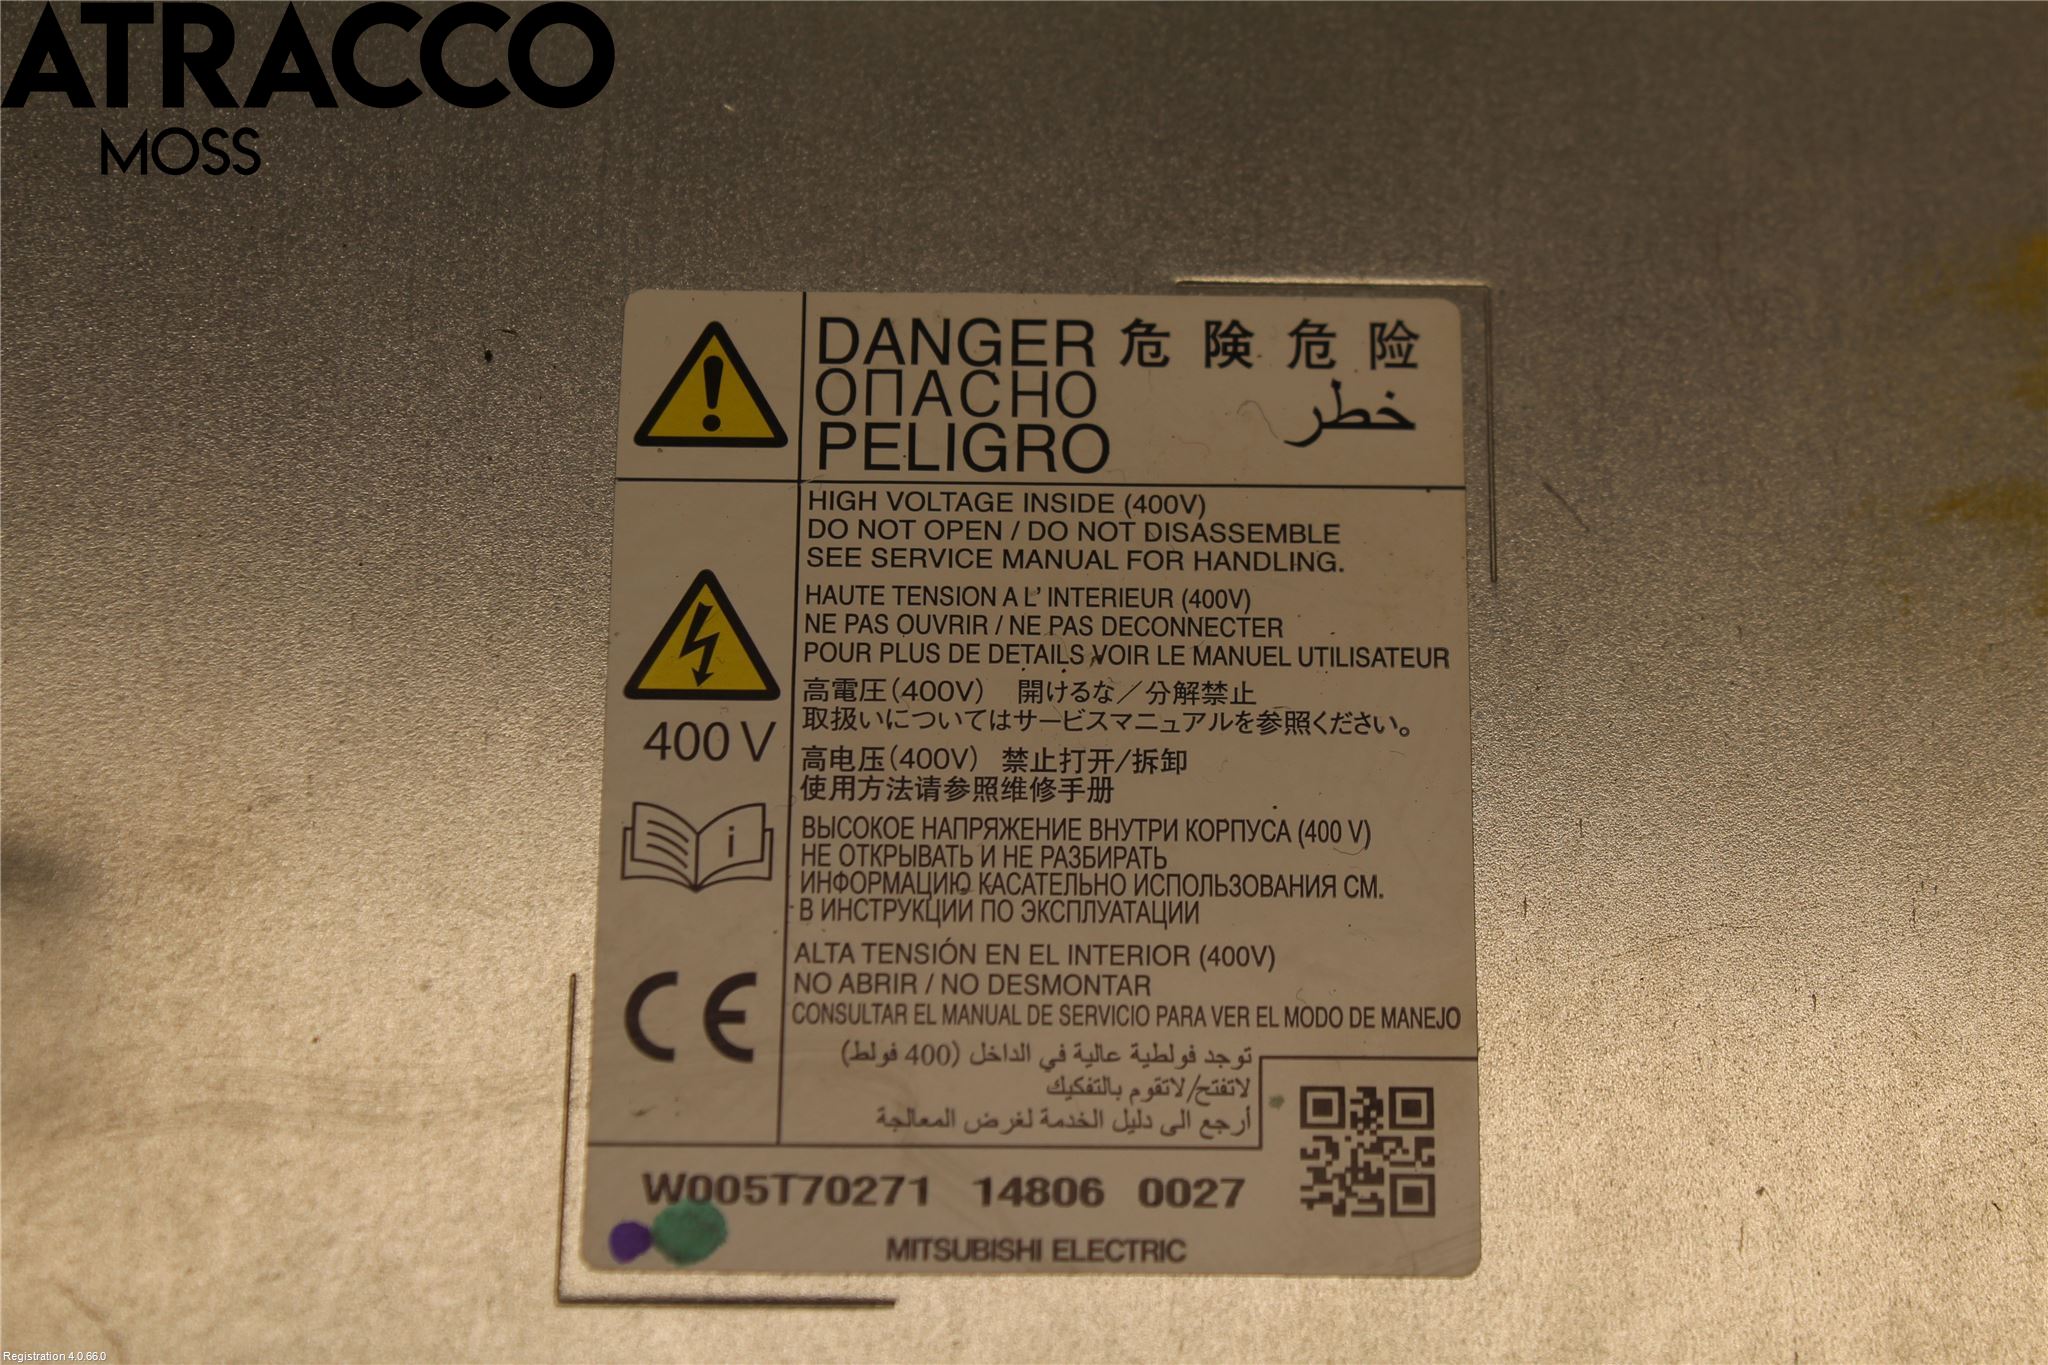 ATRACCO
MOSS
DANGER 危険 危险
ОПАСНО خطر
PELIGRO
HIGH VOLTAGE INSIDE (400V)
DO NOT OPEN / DO NOT DISASSEMBLE
SEE SERVICE MANUAL FOR HANDLING.
HAUTE TENSION A L' INTERIEUR (400V)
NE PAS OUVRIR / NE PAS DECONNECTER
POUR PLUS DE DETAILS VOIR LE MANUEL UTILISATEUR
400 V
高電圧(400V) 開けるな／分解禁止
取扱いについてはサービスマニュアルを参照ください。
高电压(400V) 禁止打开/拆卸
使用方法请参照维修手册
i
ВЫСОКОЕ НАПРЯЖЕНИЕ ВНУТРИ КОРПУСА (400 V)
НЕ ОТКРЫВАТЬ И НЕ РАЗБИРАТЬ
ИНФОРМАЦИЮ КАСАТЕЛЬНО ИСПОЛЬЗОВАНИЯ СМ.
В ИНСТРУКЦИИ ПО ЭКСПЛУАТАЦИИ
CE
ALTA TENSIÓN EN EL INTERIOR (400V)
NO ABRIR / NO DESMONTAR
CONSULTAR EL MANUAL DE SERVICIO PARA VER EL MODO DE MANEJO
توجد فولطية عالية في الداخل (400 فولط)
لاتفتح/لاتقوم بالتفكيك
أرجع الى دليل الخدمة لغرض المعالجة
W005T70271 14806 0027
MITSUBISHI ELECTRIC
Registration 4.0.66.0